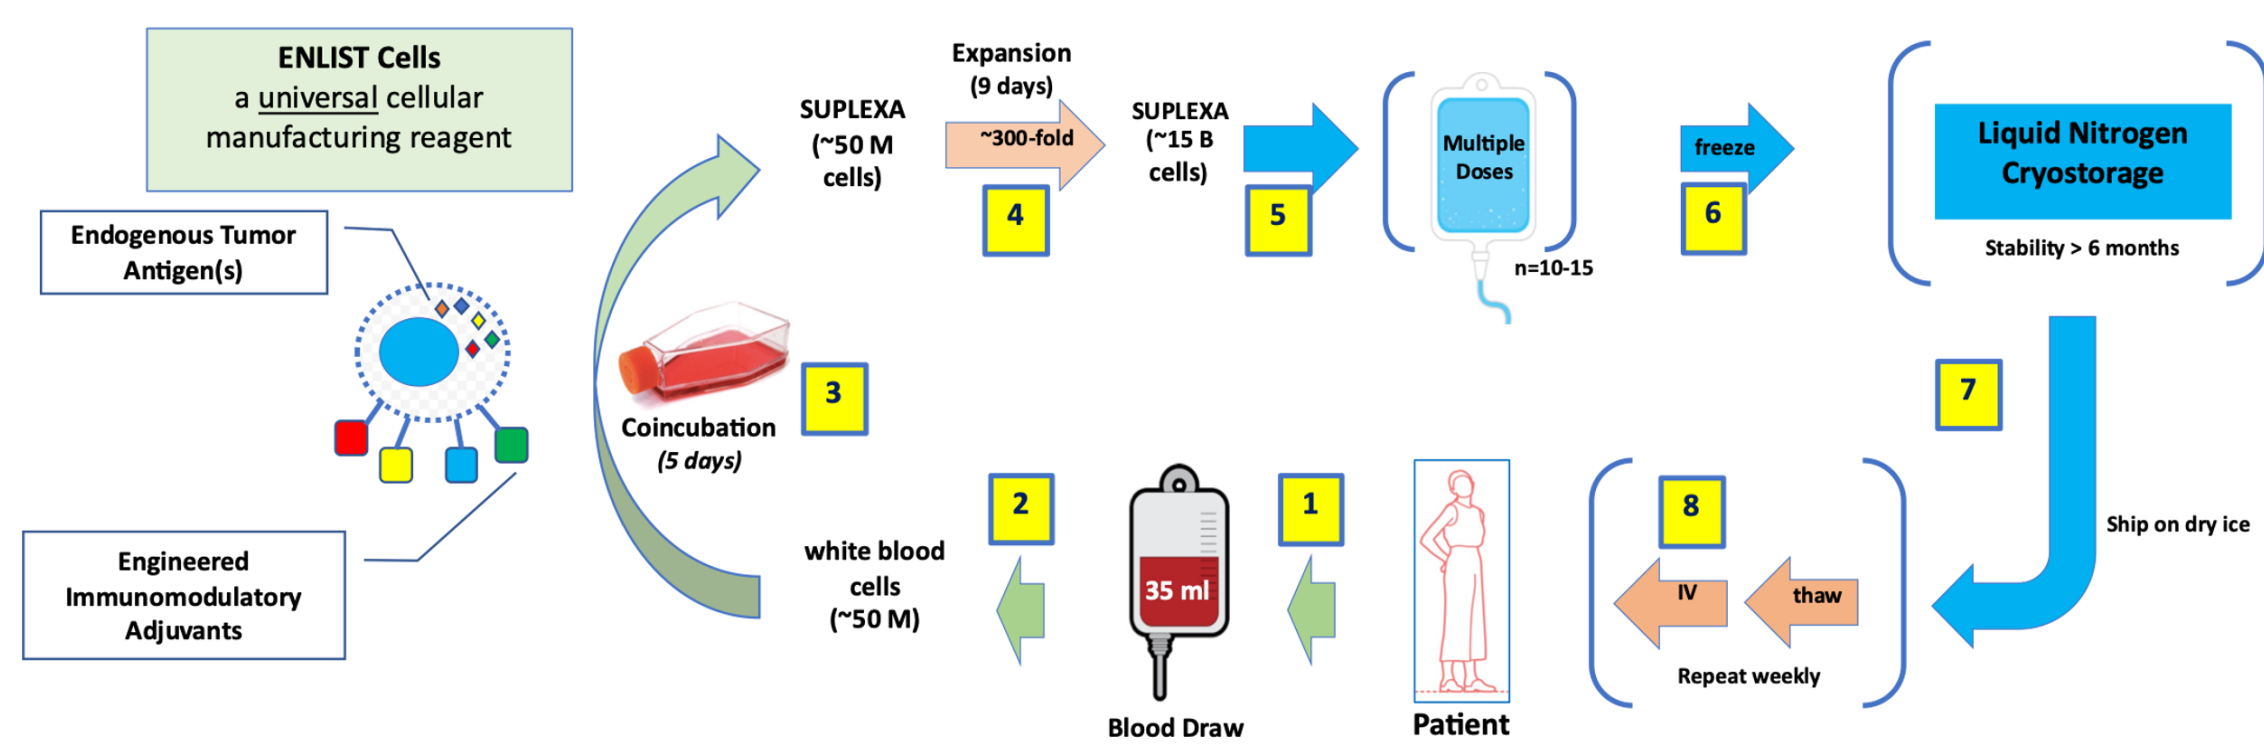 ENLIST Cells
a universal cellular
manufacturing reagent
Endogenous Tumor
Antigen(s)
Engineered
Immunomodulatory
Adjuvants
Coincubation
(5 days)
3
SUPLEXA
(~50 M
cells)
Expansion
(9 days)
~300-fold
4
SUPLEXA
(~15 B
cells)
5
Multiple
Doses
n=10-15
freeze
6
Liquid Nitrogen
Cryostorage
Stability > 6 months
7
Ship on dry ice
8
IV
thaw
Repeat weekly
Patient
1
35 ml
Blood Draw
2
white blood
cells
(~50 M)